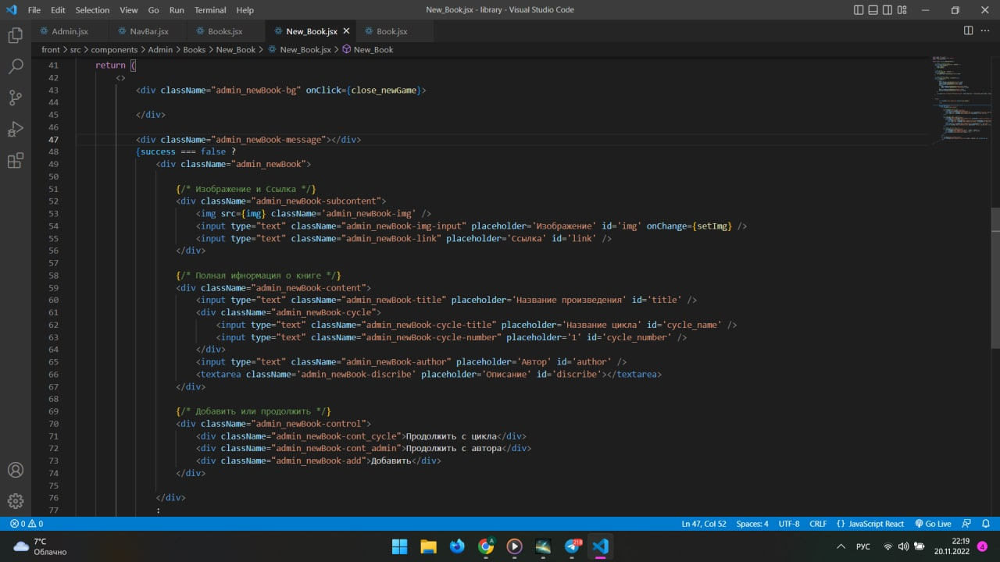 File Edit Selection View Go Run Terminal Help New_Book.jsx - library - Visual Studio Code
Admin.jsx NavBar.jsx Books.jsx New_Book.jsx Book.jsx
front > src > components > Admin > Books > New_Book > New_Book.jsx > New_Book
41 return (
42 <>
43 <div className="admin_newBook-bg" onClick={close_newGame}>
44
45 </div>
46
47 <div className="admin_newBook-message"></div>
48 {success === false ?
49 <div className="admin_newBook">
50
51 {/* Изображение и Ссылка */}
52 <div className="admin_newBook-subcontent">
53 <img src={img} className='admin_newBook-img' />
54 <input type="text" className="admin_newBook-img-input" placeholder='Изображение' id='img' onChange={setImg} />
55 <input type="text" className="admin_newBook-link" placeholder='Ссылка' id='link' />
56 </div>
57
58 {/* Полная ифнормация о книге */}
59 <div className="admin_newBook-content">
60 <input type="text" className="admin_newBook-title" placeholder='Название произведения' id='title' />
61 <div className="admin_newBook-cycle">
62 <input type="text" className="admin_newBook-cycle-title" placeholder='Название цикла' id='cycle_name' />
63 <input type="text" className="admin_newBook-cycle-number" placeholder='1' id='cycle_number' />
64 </div>
65 <input type="text" className="admin_newBook-author" placeholder='Автор' id='author' />
66 <textarea className='admin_newBook-discribe' placeholder='Описание' id='discribe'></textarea>
67 </div>
68
69 {/* Добавить или продолжить */}
70 <div className="admin_newBook-control">
71 <div className="admin_newBook-cont_cycle">Продолжить с цикла</div>
72 <div className="admin_newBook-cont_admin">Продолжить с автора</div>
73 <div className="admin_newBook-add">Добавить</div>
74 </div>
75
76 </div>
77 :
0 0 Ln 47, Col 52 Spaces: 4 UTF-8 CRLF {} JavaScript React Go Live
7°C
Облачно
A
218
РУС
22:19
20.11.2022
4